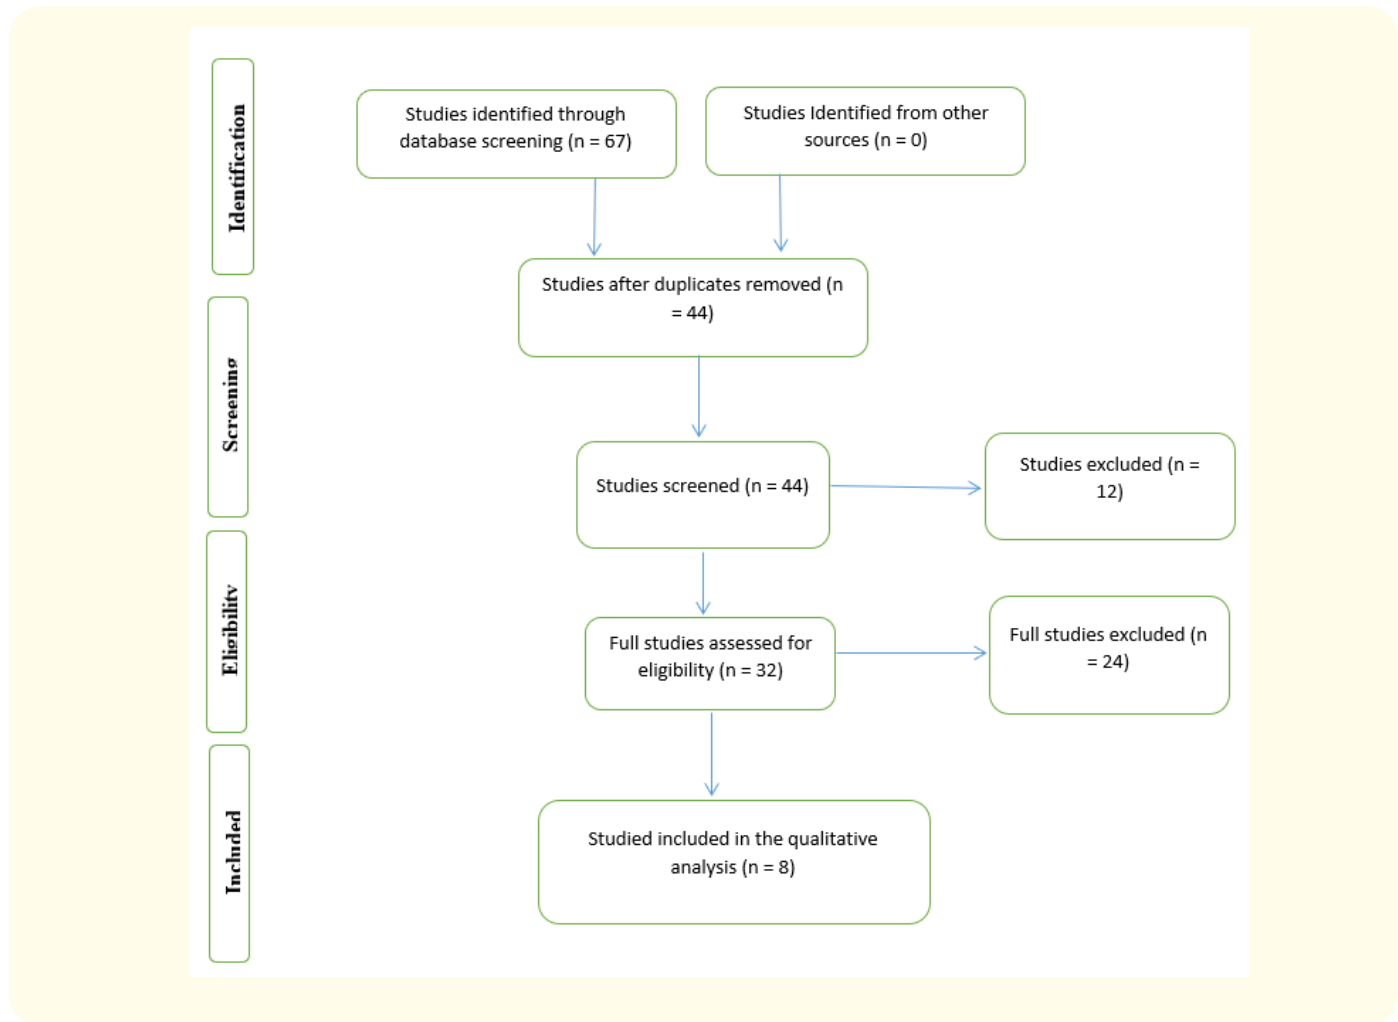 Identification
Studies identified through
database screening (n = 67)
Studies Identified from other
sources (n = 0)
Studies after duplicates removed (n
= 44)
Screening
Studies screened (n = 44)
Studies excluded (n =
12)
Eligibility
Full studies assessed for
eligibility (n = 32)
Full studies excluded (n
= 24)
Included
Studied included in the qualitative
analysis (n = 8)